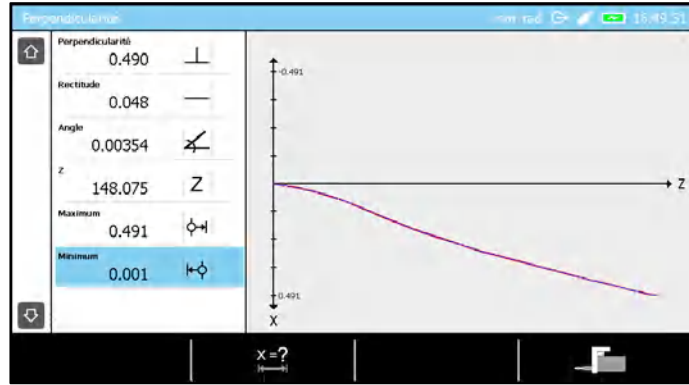 Perpendicularité
mm rad 16:49:51
Perpendicularité
0.490
Rectitude
0.048
Angle
0.00354
Z
148.075 Z
Maximum
0.491
Minimum
0.001
0.491
Z
0.491
X
x=?